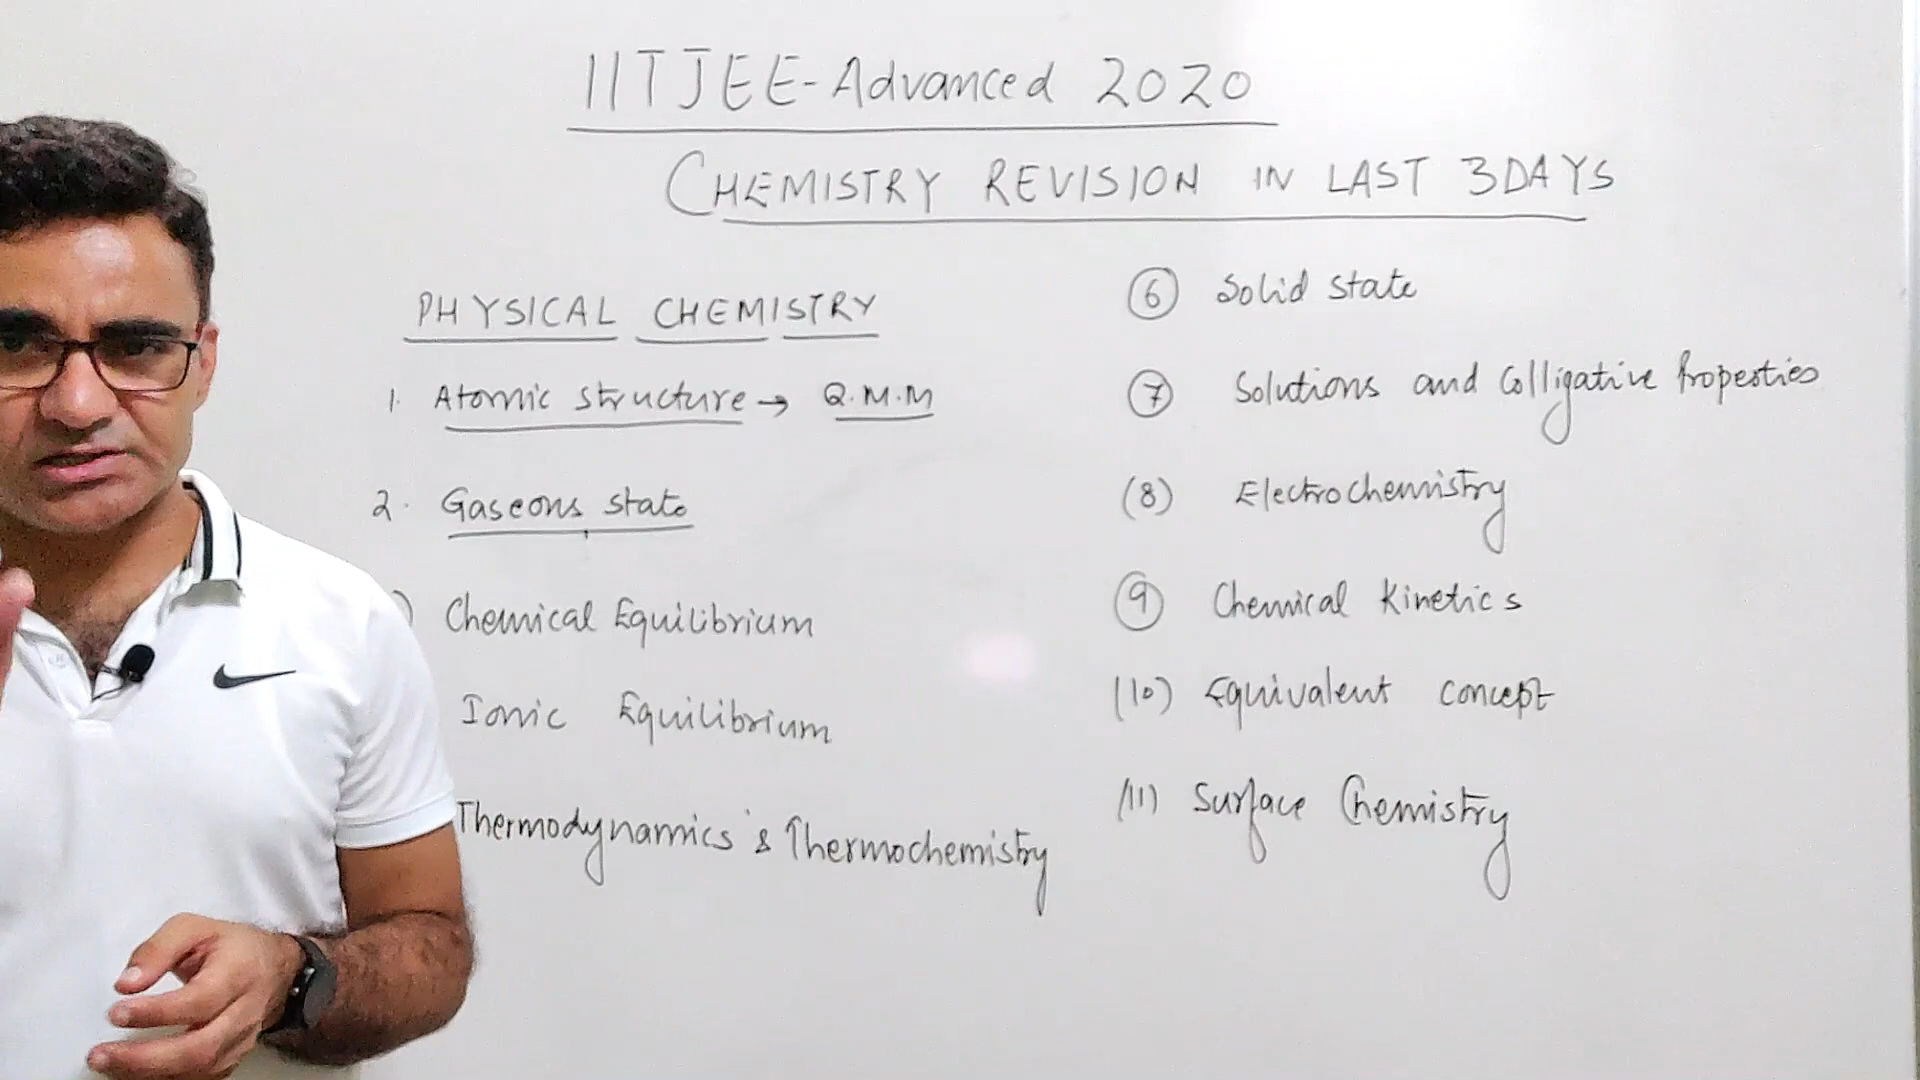 IITJEE-Advanced 2020
CHEMISTRY REVISION IN LAST 3DAYS
PHYSICAL CHEMISTRY
1. Atomic structure → Q.M.M
2. Gaseous state
) Chemical Equilibrium
Ionic Equilibrium
Thermodynamics & Thermochemistry
6 Solid state
7 Solutions and Colligative Properties
(8) Electrochemistry
9 Chemical Kinetics
(10) Equivalent concept
(11) Surface Chemistry